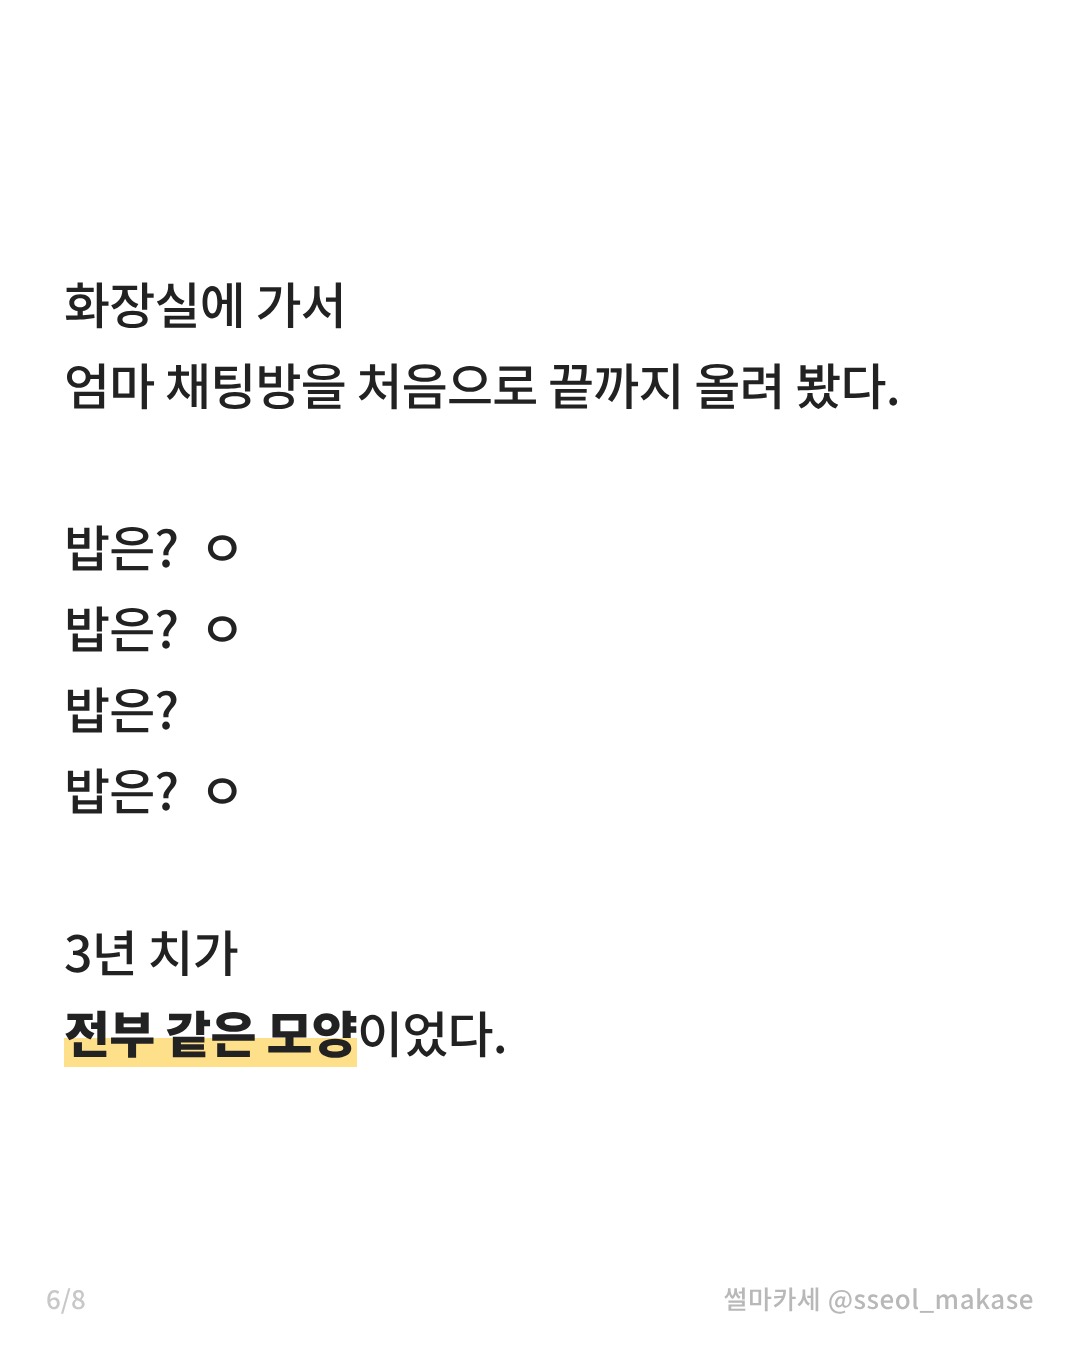 화장실에 가서
엄마 채팅방을 처음으로 끝까지 올려 봤다.
밥은? ㅇ
밥은? ㅇ
밥은?
밥은? ㅇ
3년 치가
전부 같은 모양이었다.
6/8
썰마카세 @sseol_makase